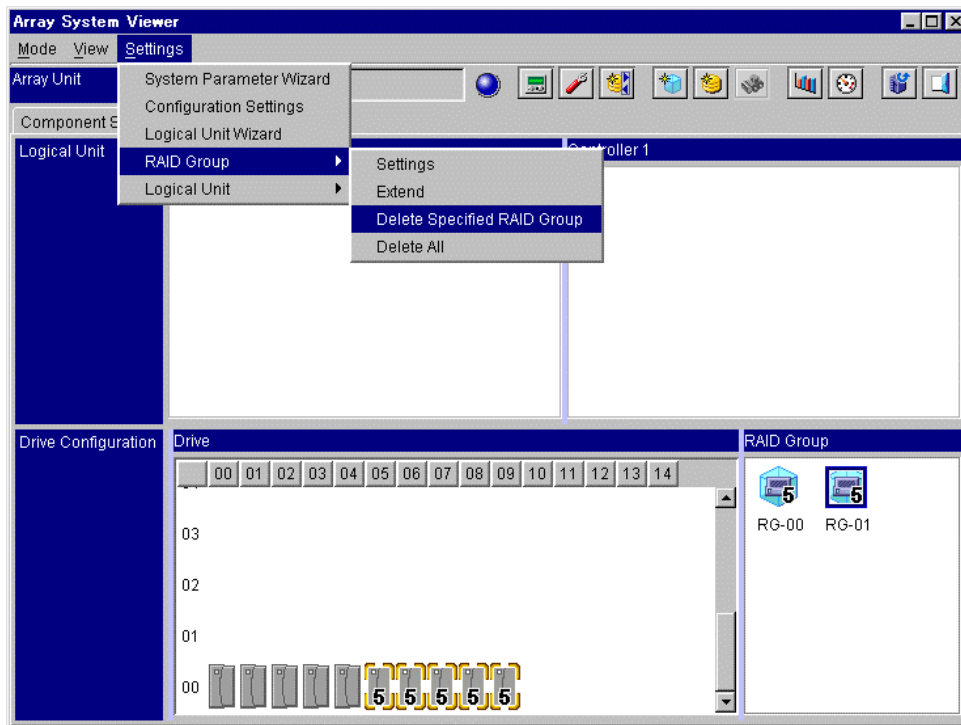 Array System Viewer
Mode View Settings
Array Unit
System Parameter Wizard
Configuration Settings
Logical Unit Wizard
RAID Group
Logical Unit
Component S
Logical Unit
Controller 1
Settings
Extend
Delete Specified RAID Group
Delete All
Drive Configuration
Drive
00 01 02 03 04 05 06 07 08 09 10 11 12 13 14
03
02
01
00
5 5 5 5 5
RAID Group
5 5
RG-00 RG-01